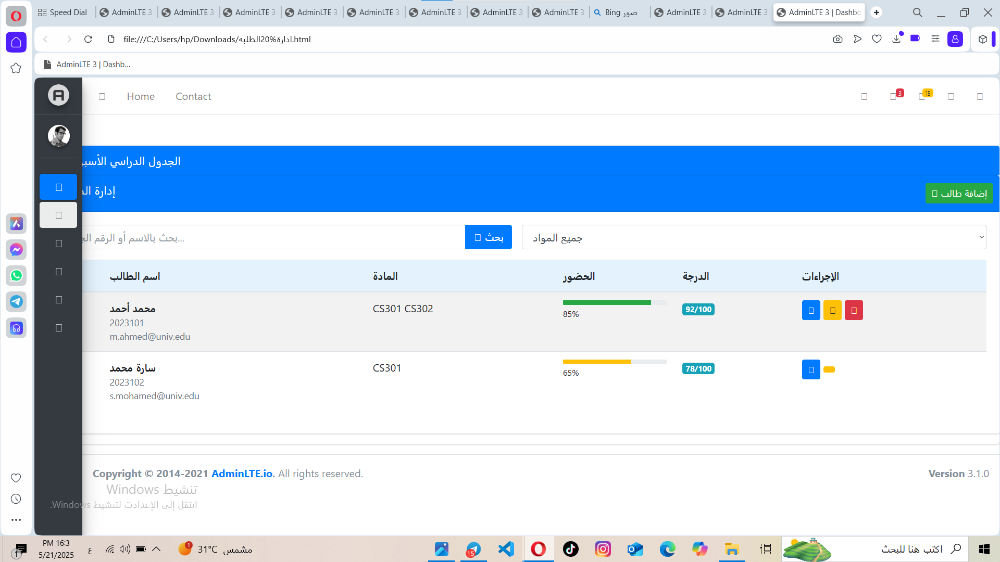 Speed Dial
AdminLTE 3
AdminLTE 3
AdminLTE 3
AdminLTE 3
AdminLTE 3
AdminLTE 3
AdminLTE 3
AdminLTE 3
صور Bing
AdminLTE 3
AdminLTE 3
AdminLTE 3 | Dashbo
file:///C:/Users/hp/Downloads/ادارة%20الطلبه.html
AdminLTE 3 | Dashb...
Home
Contact
3
15
الجدول الدراسي
إدارة
إضافة طالب
بحث بالاسم أو الرقم...
بحث
جميع المواد
اسم الطالب
المادة
الحضور
الدرجة
الإجراءات
محمد أحمد
2023101
m.ahmed@univ.edu
CS301 CS302
85%
92/100
سارة محمد
2023102
s.mohamed@univ.edu
CS301
65%
78/100
Copyright © 2014-2021 AdminLTE.io. All rights reserved.
Version 3.1.0
تنشيط Windows
انتقل إلى الإعدادت لتنشيط Windows.
1
PM 16:3
5/21/2025
ع
1
31°C
مشمس
15
اكتب هنا للبحث